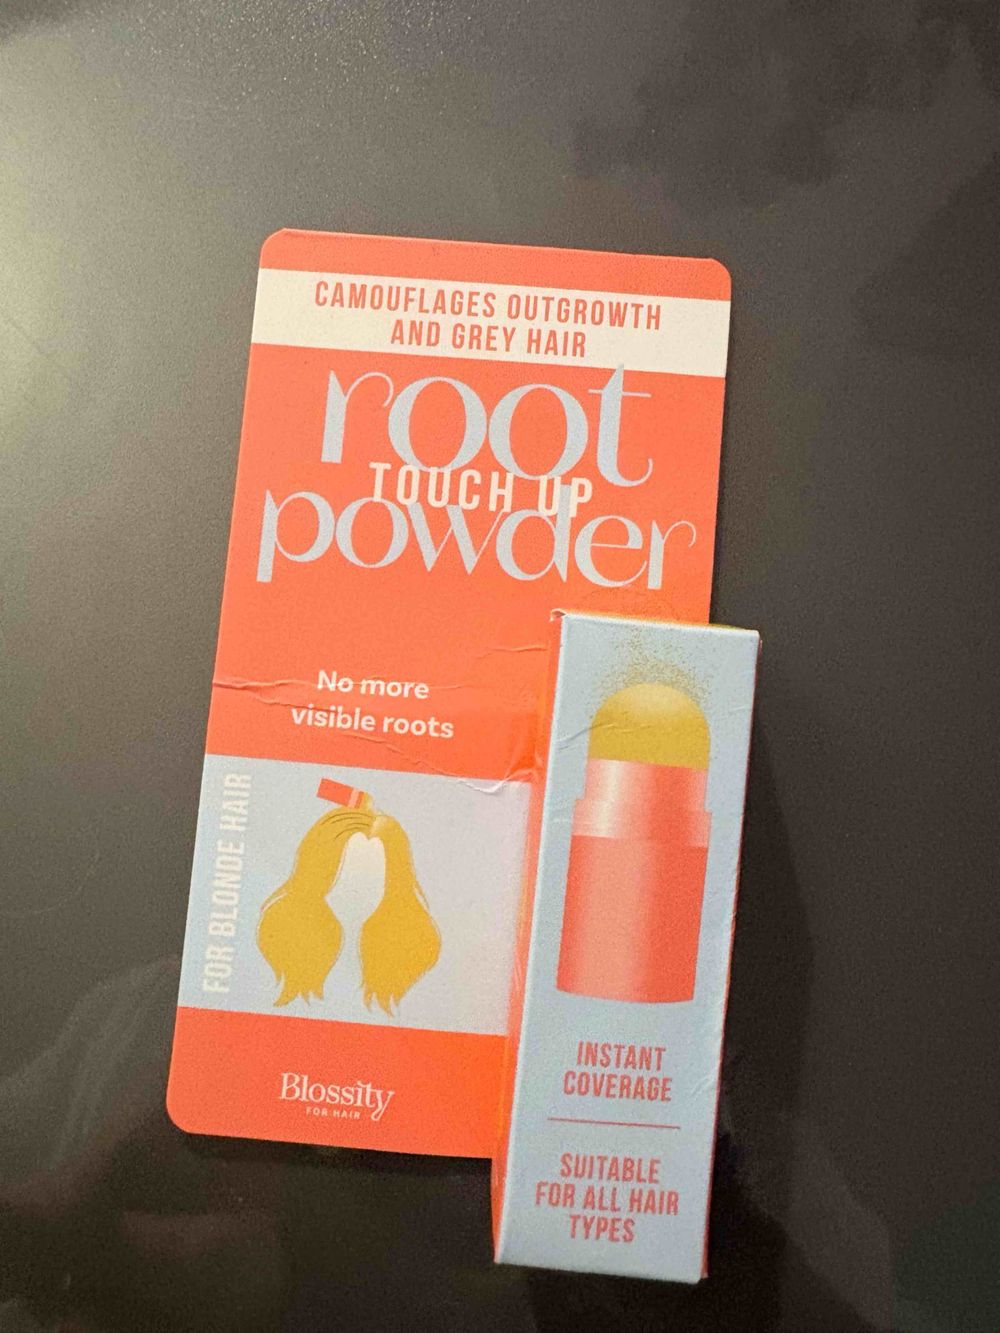 CAMOUFLAGES OUTGROWTH
AND GREY HAIR
root
TOUCH UP
powder
No more
visible roots
FOR BLONDE HAIR
Blossity
FOR HAIR
INSTANT
COVERAGE
SUITABLE
FOR ALL HAIR
TYPES